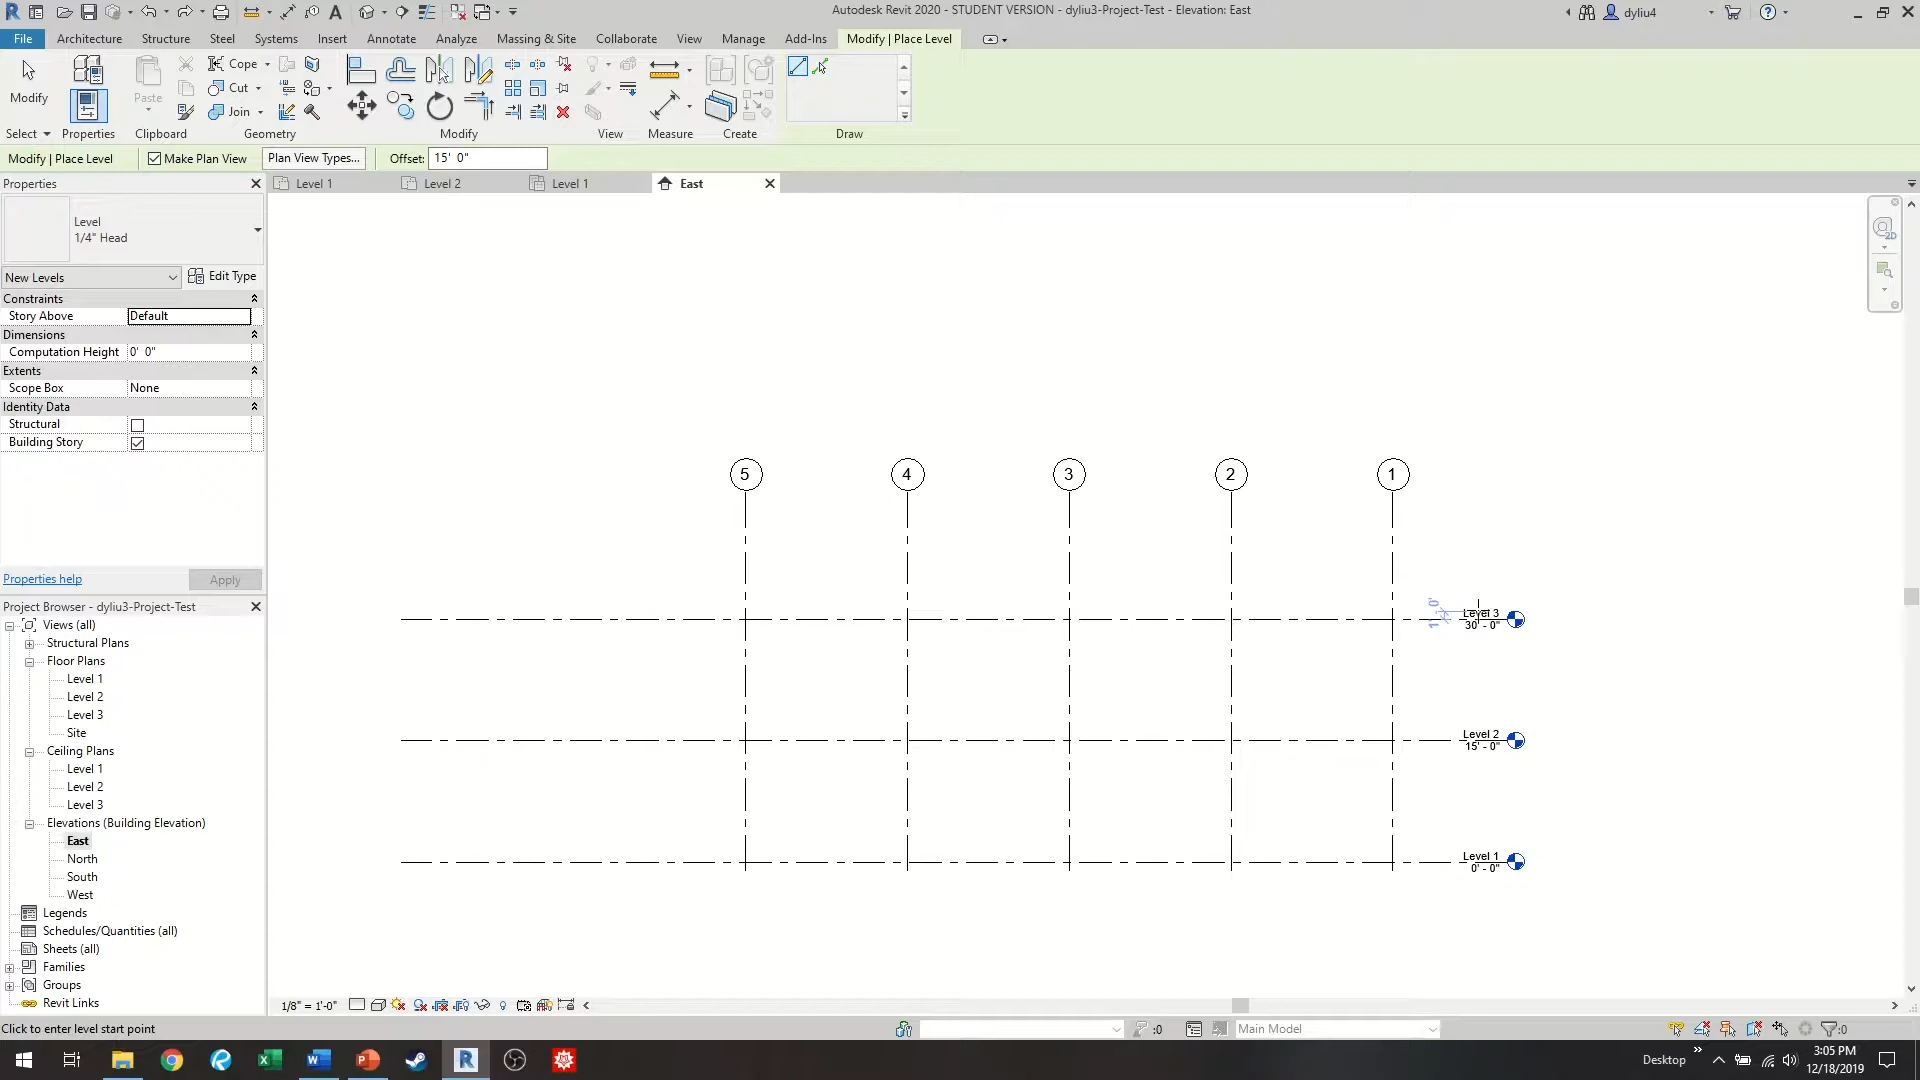 Autodesk Revit 2020 - STUDENT VERSION - dyliu3-Project-Test - Elevation: East
dyliu4
File Architecture Structure Steel Systems Insert Annotate Analyze Massing & Site Collaborate View Manage Add-Ins Modify | Place Level
Cope
Cut
Join
Modify Paste
Select Properties Clipboard Geometry Modify View Measure Create Draw
Modify | Place Level Make Plan View Plan View Types... Offset: 15' 0"
Properties
Level 1 Level 2 Level 1 East
Level
1/4" Head
New Levels Edit Type
Constraints
Story Above Default
Dimensions
Computation Height 0' 0"
Extents
Scope Box None
Identity Data
Structural
Building Story
Properties help Apply
Project Browser - dyliu3-Project-Test
Views (all)
Structural Plans
Floor Plans
Level 1
Level 2
Level 3
Site
Ceiling Plans
Level 1
Level 2
Level 3
Elevations (Building Elevation)
East
North
South
West
Legends
Schedules/Quantities (all)
Sheets (all)
Families
Groups
Revit Links
5 4 3 2 1
Level 3
30' - 0"
Level 2
15' - 0"
Level 1
0' - 0"
2D
1/8" = 1'-0"
Click to enter level start point
:0
Main Model
:0
Desktop
3:05 PM
12/18/2019